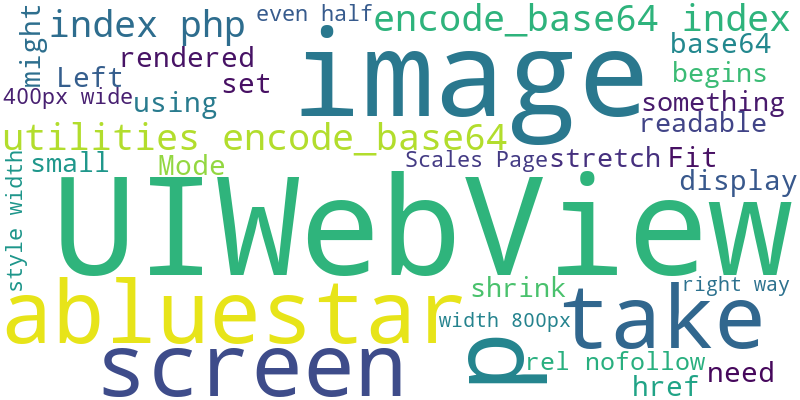 even half
encode_base64 index
index php
might
image
rendered
base64
Left
set
begins
400px wide
using
something
readable
utilities encode_base64
small
Mode
Scales Page
stretch
Fit
style width
UIWebView
display
abluestar
shrink
right way
take
width 800px
screen
p
rel nofollow
need
href